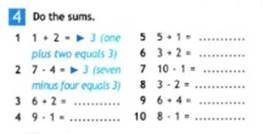 4 Do the sums.
1 1 + 2 = ► 3 (one
plus two equals 3)
2 7 - 4 = ► 3 (seven
minus four equals 3)
3 6 + 2 = ............
4 9 - 1 = ............
5 5 + 1 = ............
6 3 + 2 = ............
7 10 - 1 = ............
8 3 - 2 = ............
9 6 + 4 = ............
10 8 - 1 = ............